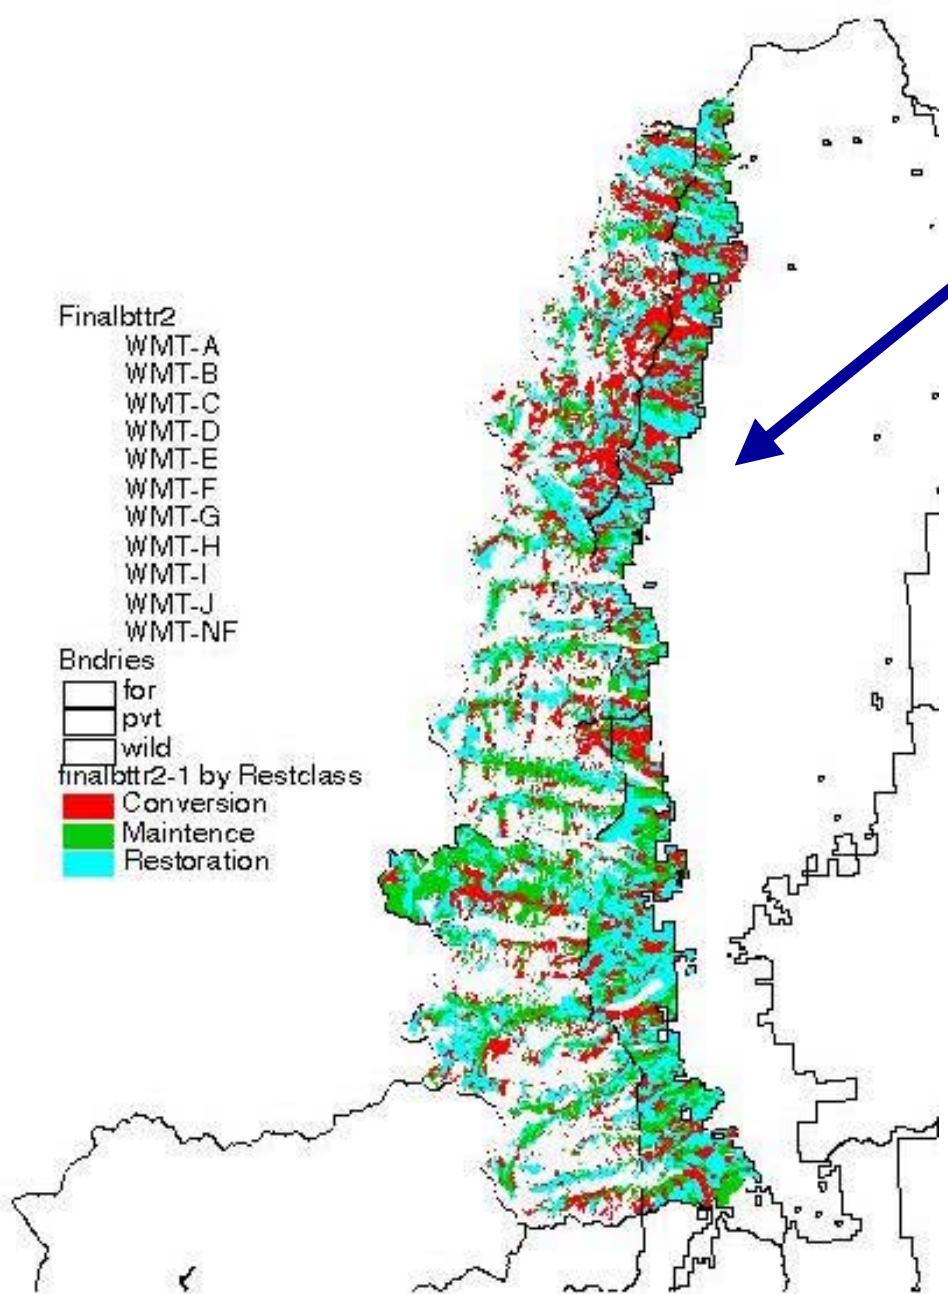 Finalbttr2
WMT-A
WMT-B
WMT-C
WMT-D
WMT-E
WMT-F
WMT-G
WMT-H
WMT-I
WMT-J
WMT-NF
Bndries
for
pvt
wild
finalbttr2-1 by Restclass
Conversion
Maintence
Restoration